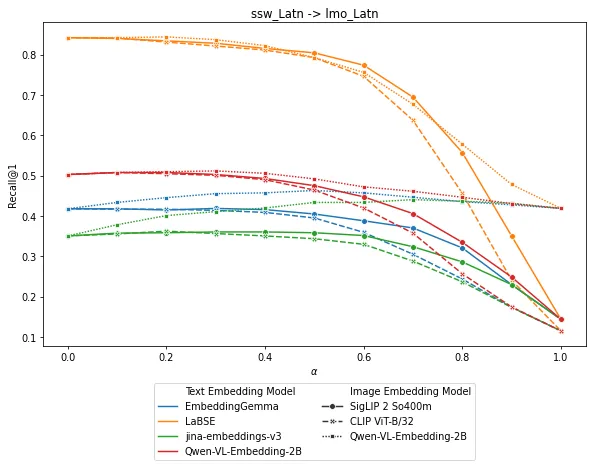 ssw_Latn -> lmo_Latn
Recall@1
0.8
0.7
0.6
0.5
0.4
0.3
0.2
0.1
0.0 0.2 0.4 0.6 0.8 1.0
α
Text Embedding Model Image Embedding Model
EmbeddingGemma SigLIP 2 So400m
LaBSE CLIP ViT-B/32
jina-embeddings-v3 Qwen-VL-Embedding-2B
Qwen-VL-Embedding-2B